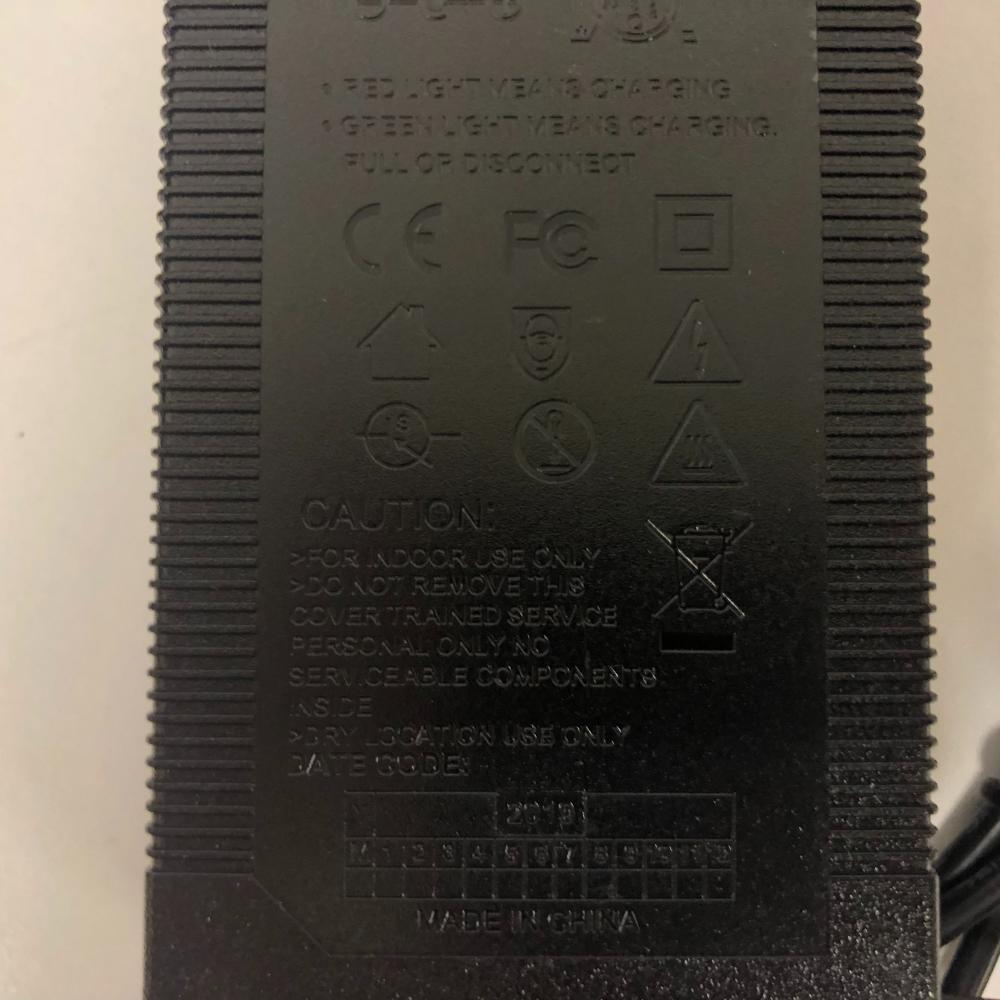 • RED LIGHT MEANS CHARGING
• GREEN LIGHT MEANS CHARGING.
FULL OR DISCONNECT
CE FC
CAUTION:
>FOR INDOOR USE ONLY
>DO NOT REMOVE THIS
COVER TRAINED SERVICE
PERSONAL ONLY NO
SERVICEABLE COMPONENTS
INSIDE
>DRY LOCATION USE ONLY
DATE CODE:
Y 2019
M 1 2 3 4 5 6 7 8 9 10 11 12
MADE IN CHINA